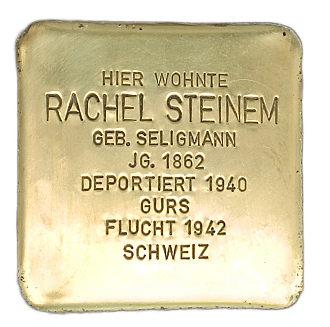 HIER WOHNTE
RACHEL STEINEM
GEB. SELIGMANN
JG. 1862
DEPORTIERT 1940
GURS
FLUCHT 1942
SCHWEIZ